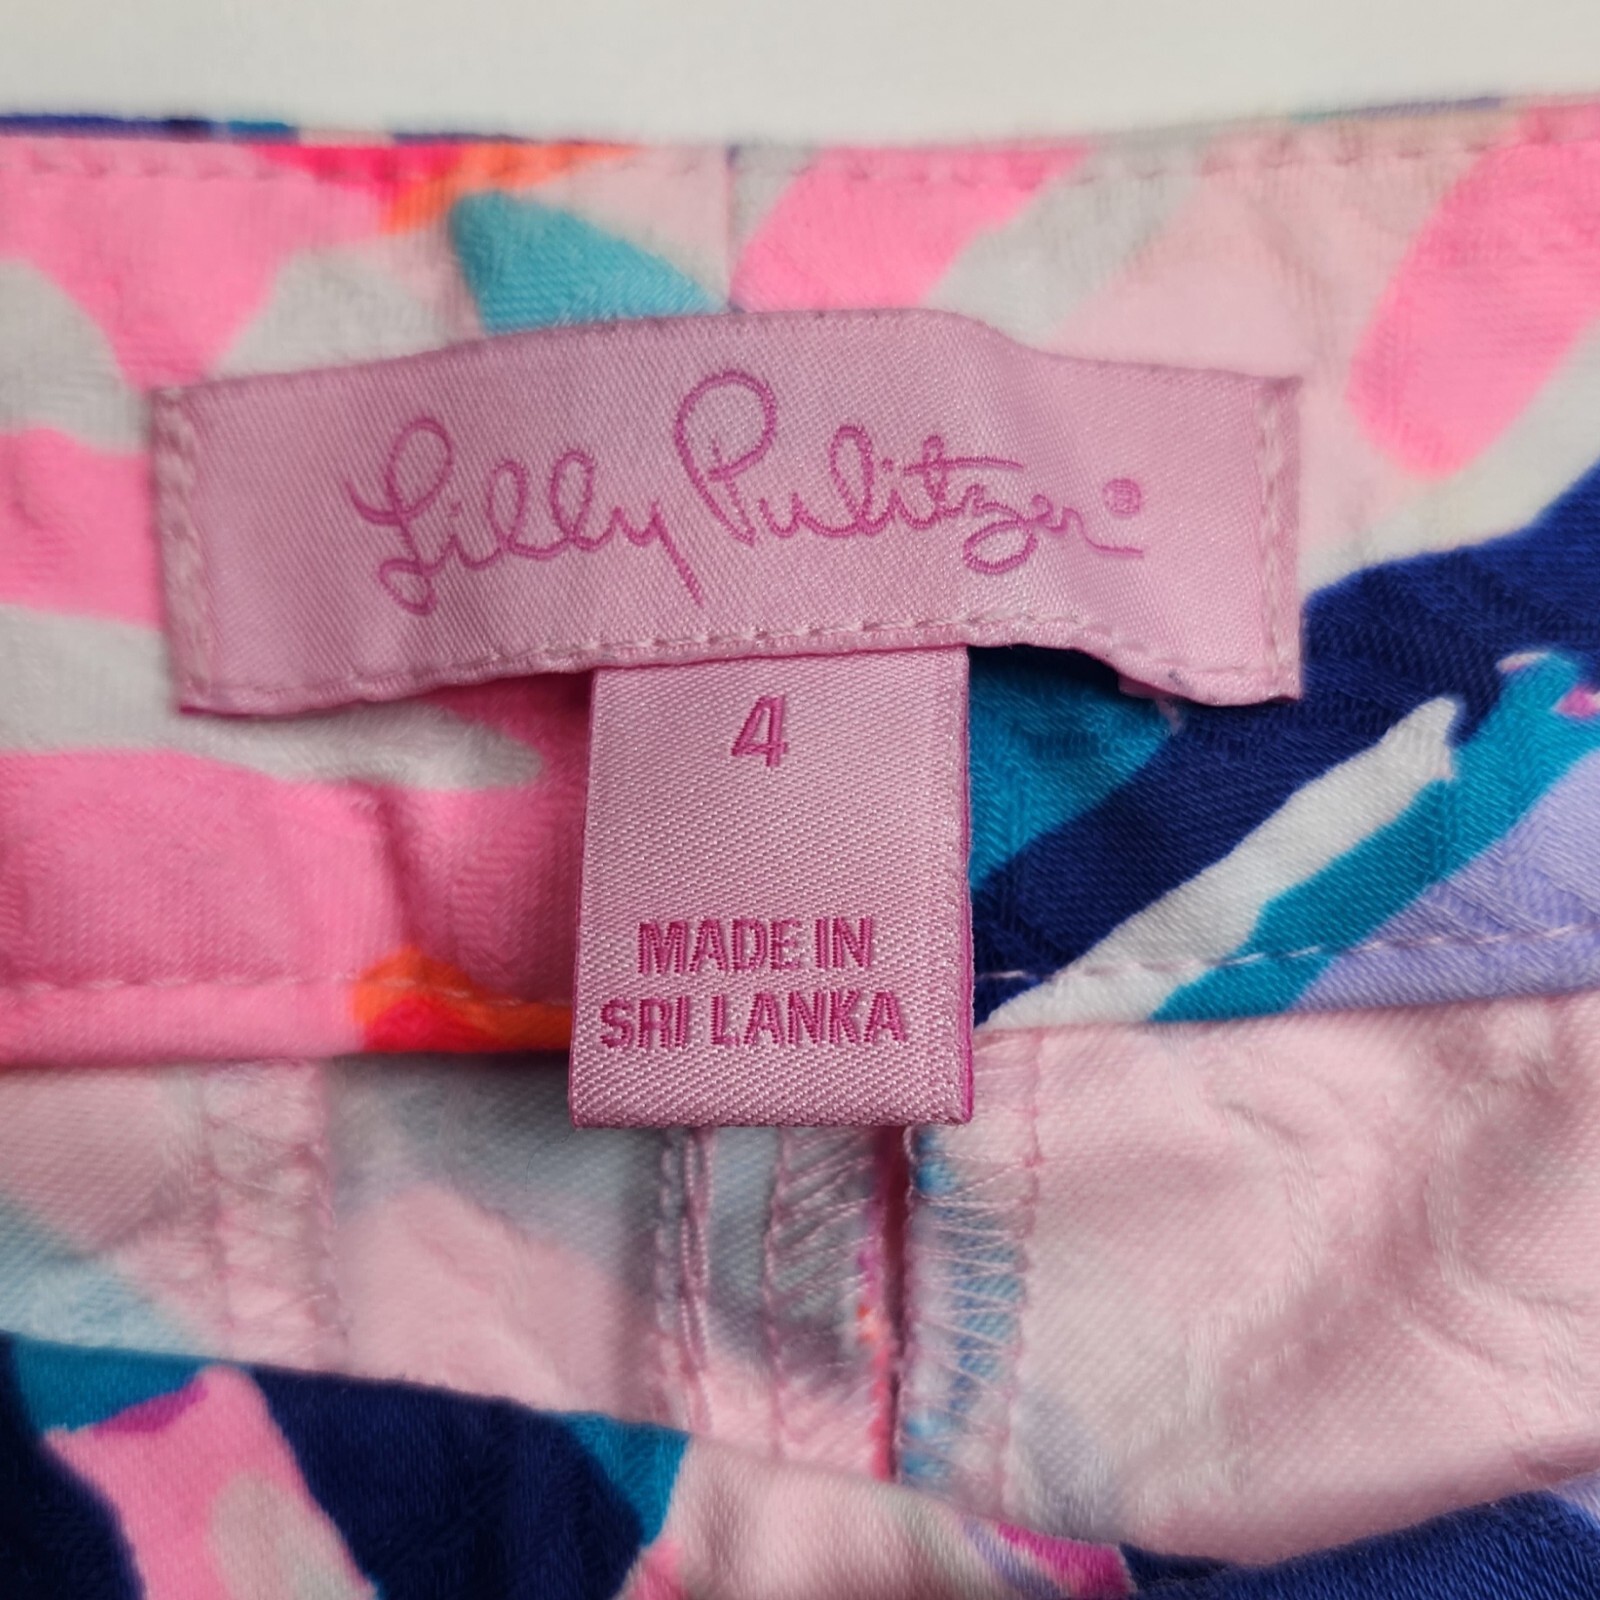 Lilly Pulitzer®
4
MADE IN
SRI LANKA